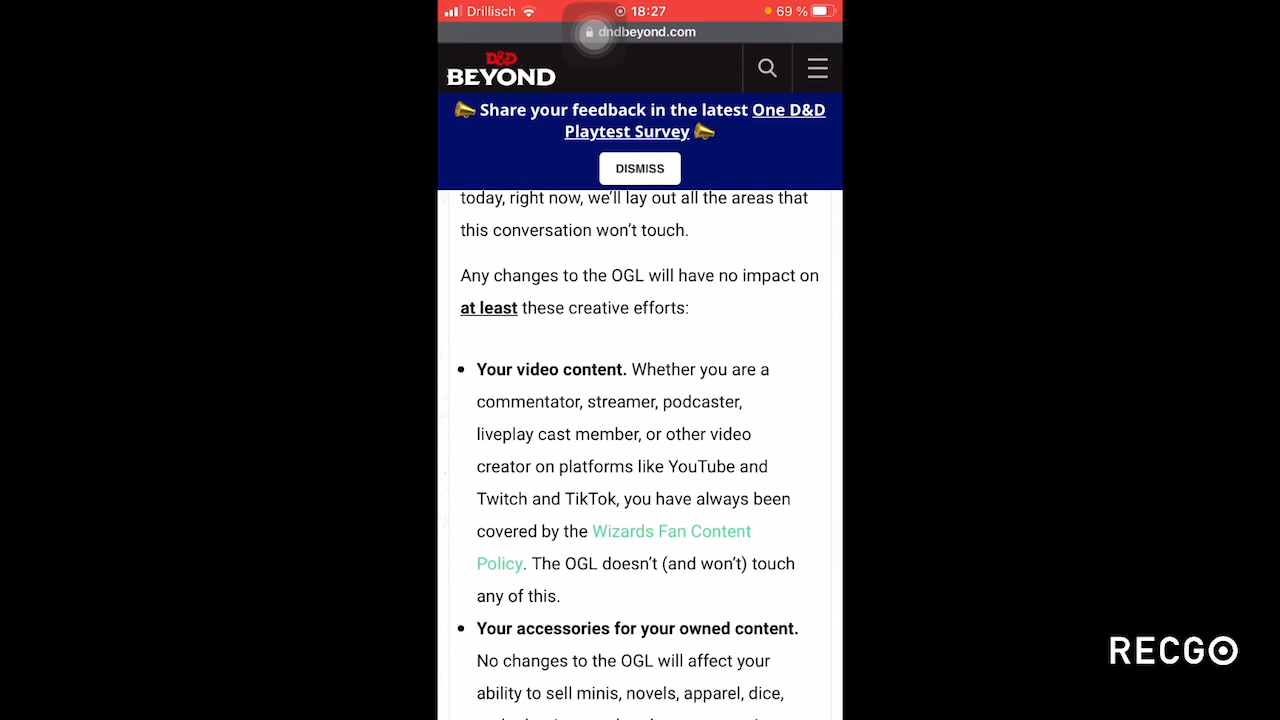 Drillisch 18:27 69 %
dndbeyond.com
D&D
BEYOND
Share your feedback in the latest One D&D
Playtest Survey
DISMISS
today, right now, we’ll lay out all the areas that
this conversation won’t touch.
Any changes to the OGL will have no impact on
at least these creative efforts:
• Your video content. Whether you are a
commentator, streamer, podcaster,
liveplay cast member, or other video
creator on platforms like YouTube and
Twitch and TikTok, you have always been
covered by the Wizards Fan Content
Policy. The OGL doesn’t (and won’t) touch
any of this.
• Your accessories for your owned content.
No changes to the OGL will affect your
ability to sell minis, novels, apparel, dice,
RECGO